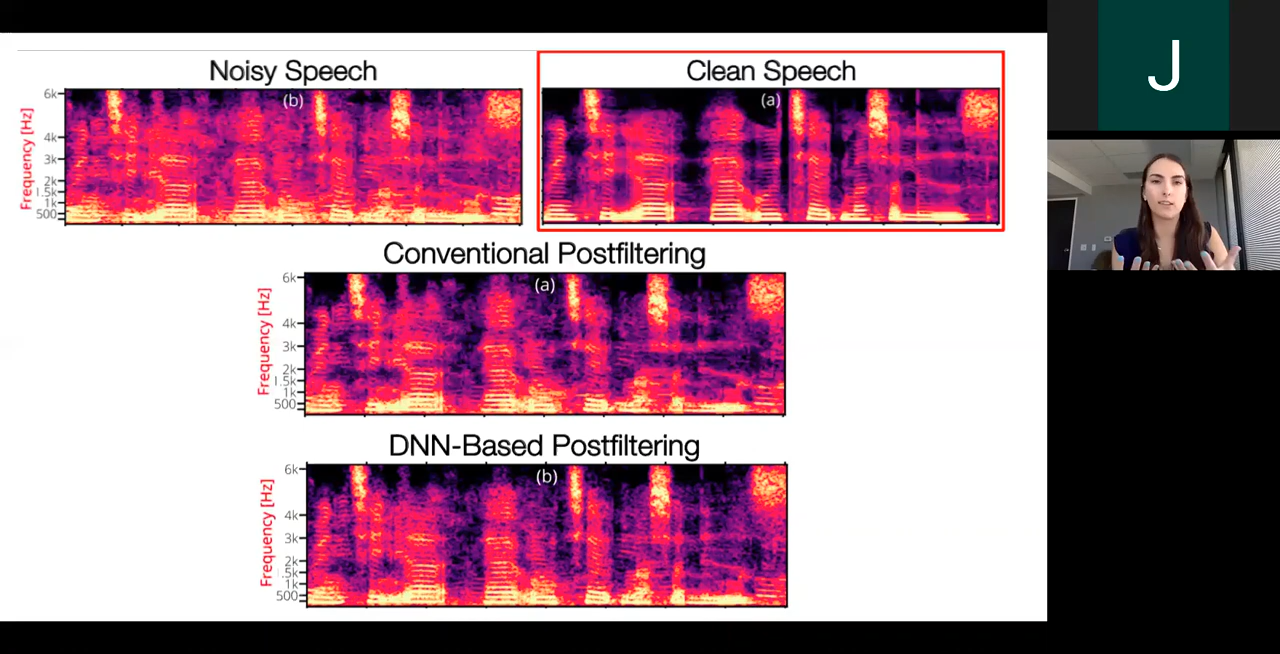 Noisy Speech
(b)
Frequency [Hz]
6k
4k
3k
2k
1.5k
1k
500
Clean Speech
(a)
Conventional Postfiltering
(a)
Frequency [Hz]
6k
4k
3k
2k
1.5k
1k
500
DNN-Based Postfiltering
(b)
Frequency [Hz]
6k
4k
3k
2k
.5k
1k
500
J